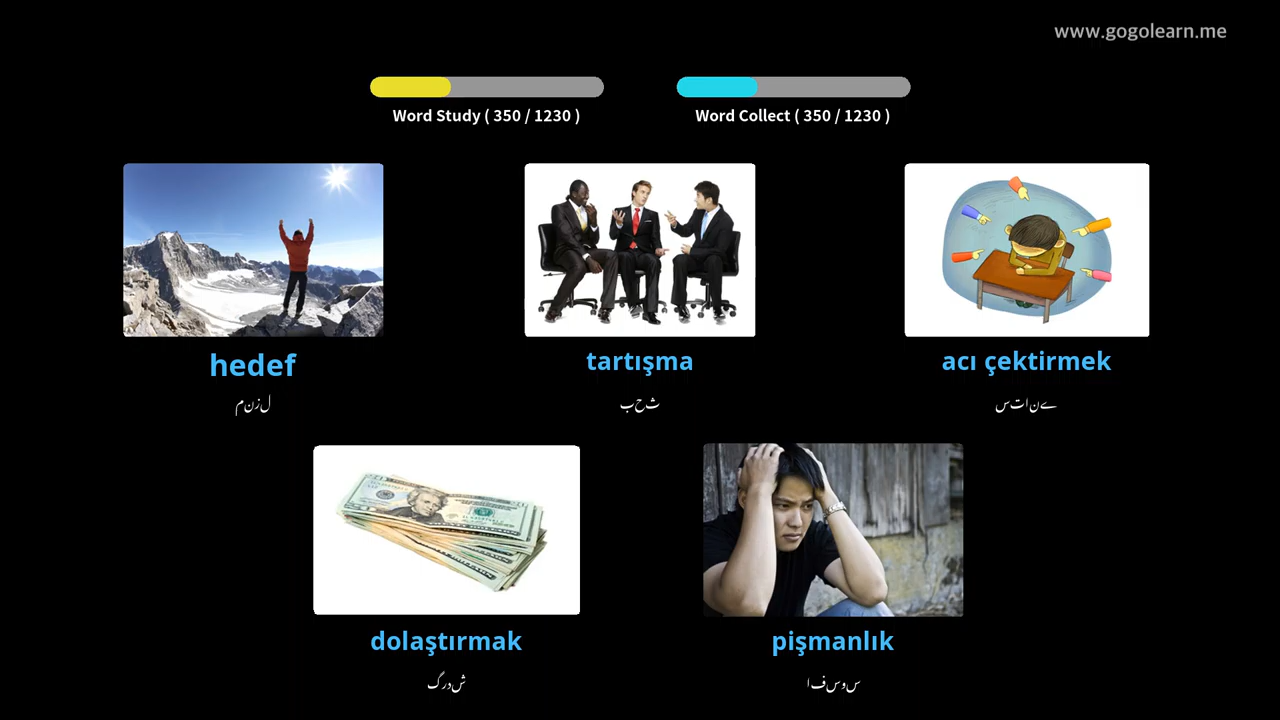 www.gogolearn.me
Word Study ( 350 / 1230 )
Word Collect ( 350 / 1230 )
hedef
tartışma
acı çektirmek
منزل
بحث
ستانے
dolaştırmak
pişmanlık
گردش
افسوس